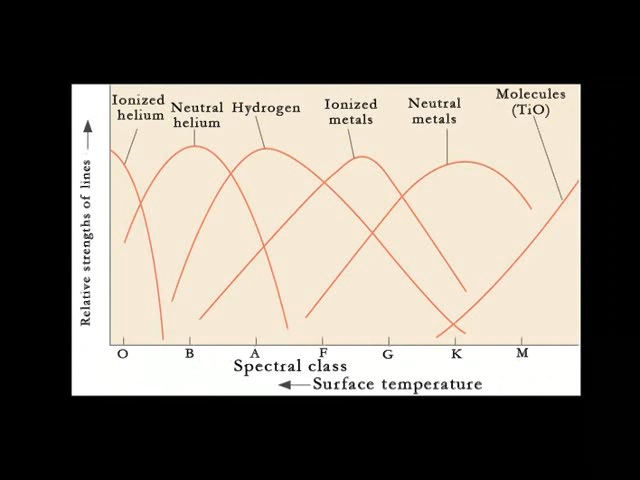 Ionized
helium
Neutral
helium
Hydrogen
Ionized
metals
Neutral
metals
Molecules
(TiO)
Relative strengths of lines
O B A F G K M
Spectral class
Surface temperature